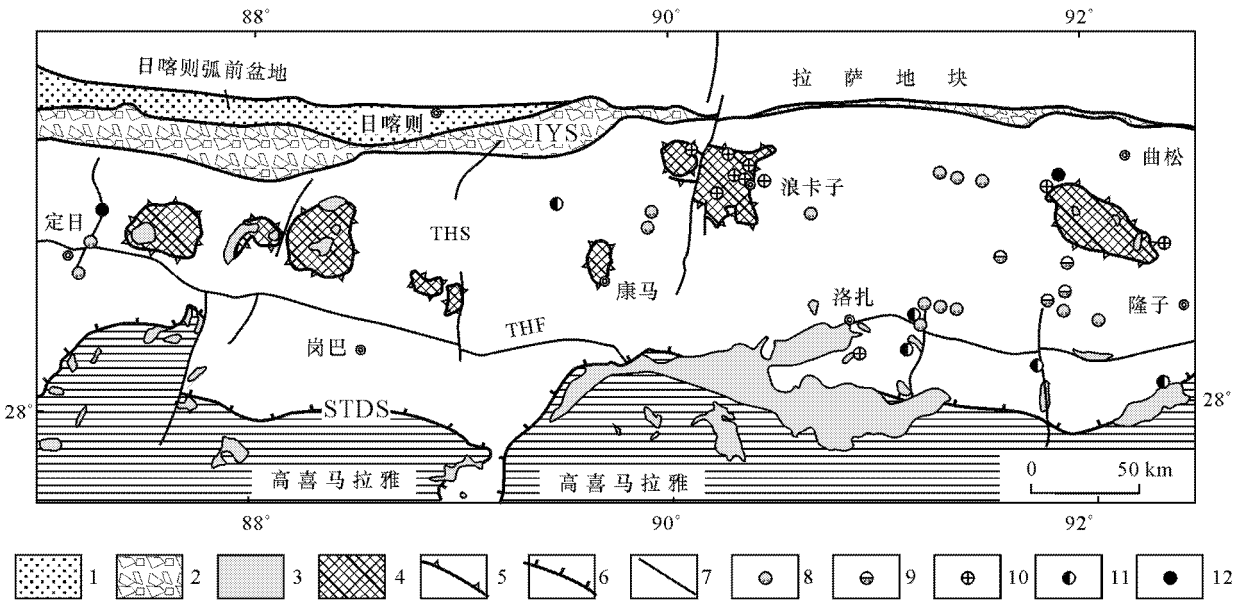 88° 90° 92°
日喀则弧前盆地
拉萨地块
日喀则
IYS
曲松
浪卡子
定日
THS
康马
洛扎
隆子
THF
岗巴
28° STDS 28°
0 50 km
高喜马拉雅 高喜马拉雅
88° 90° 92°
1 2 3 4 5 6 7 8 9 10 11 12